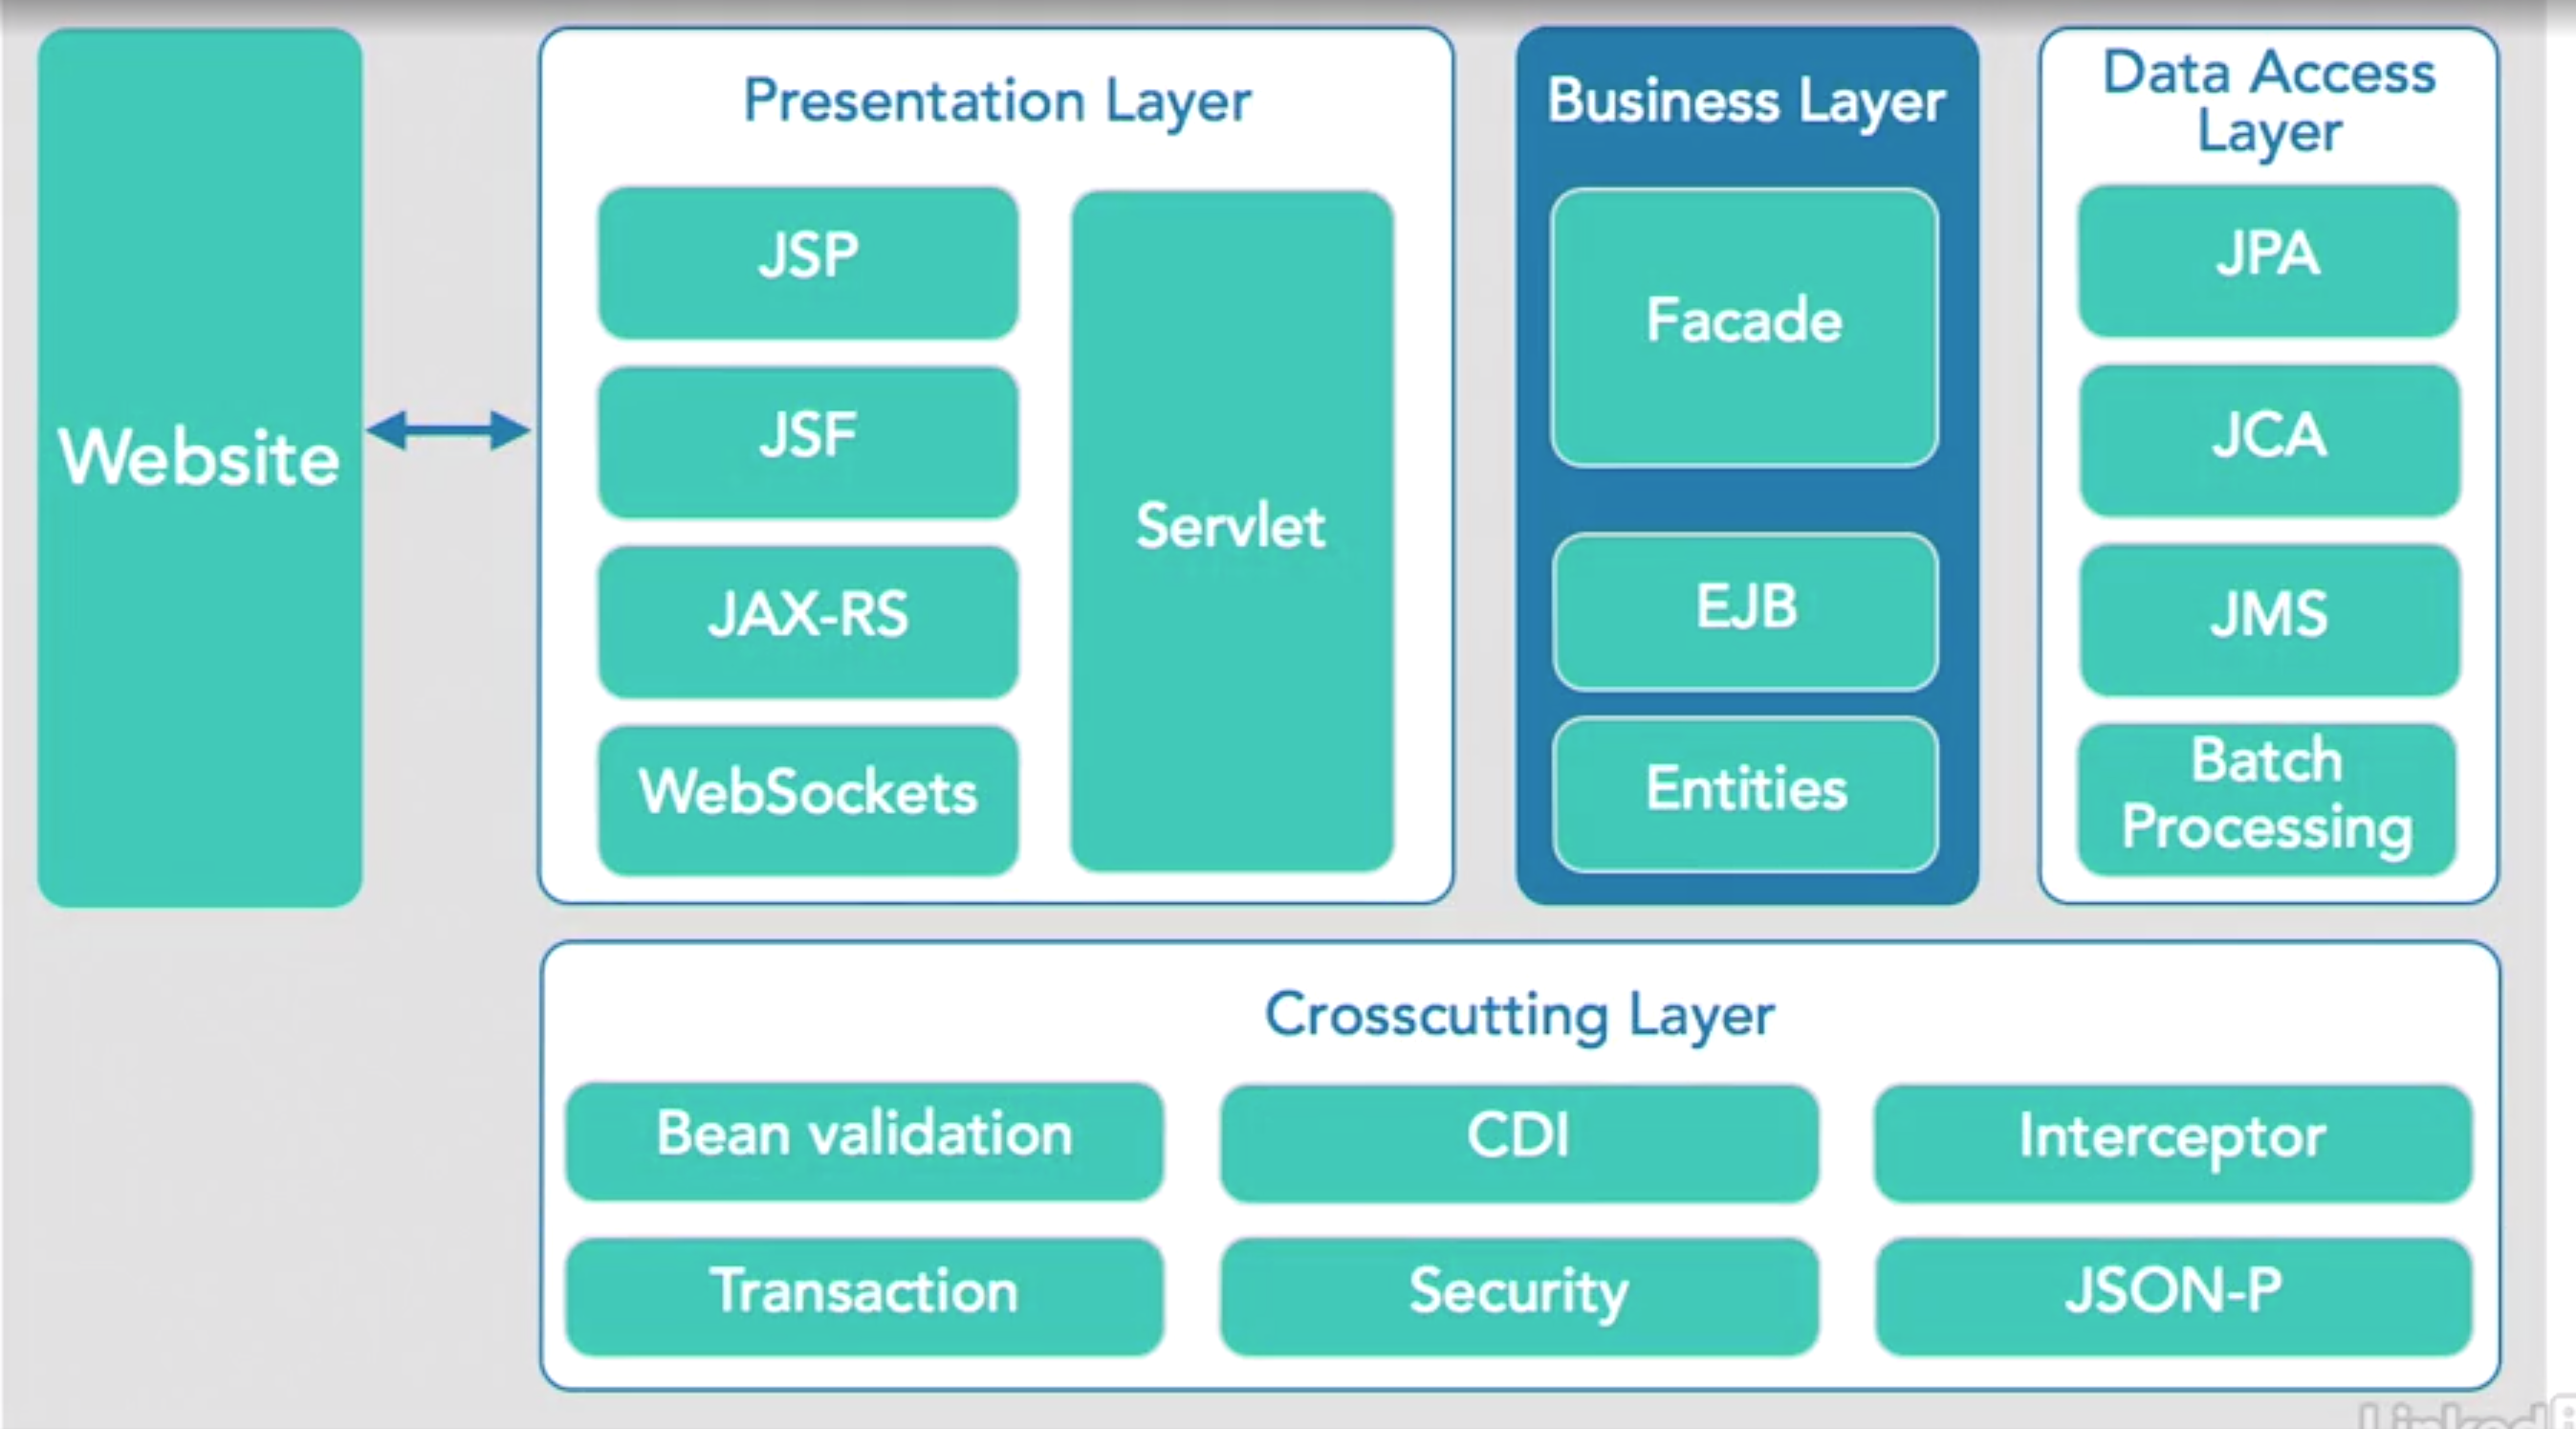 Website
Presentation Layer
JSP
JSF
JAX-RS
WebSockets
Servlet
Business Layer
Facade
EJB
Entities
Data Access
Layer
JPA
JCA
JMS
Batch
Processing
Crosscutting Layer
Bean validation
CDI
Interceptor
Transaction
Security
JSON-P